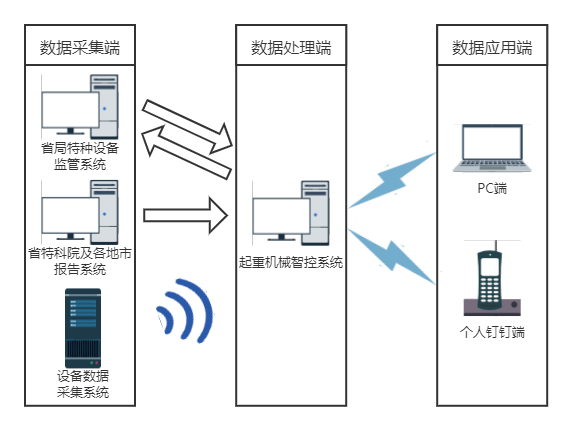 数据采集端
省局特种设备
监管系统
省特科院及各地市
报告系统
设备数据
采集系统
数据处理端
起重机械智控系统
数据应用端
PC端
个人钉钉端